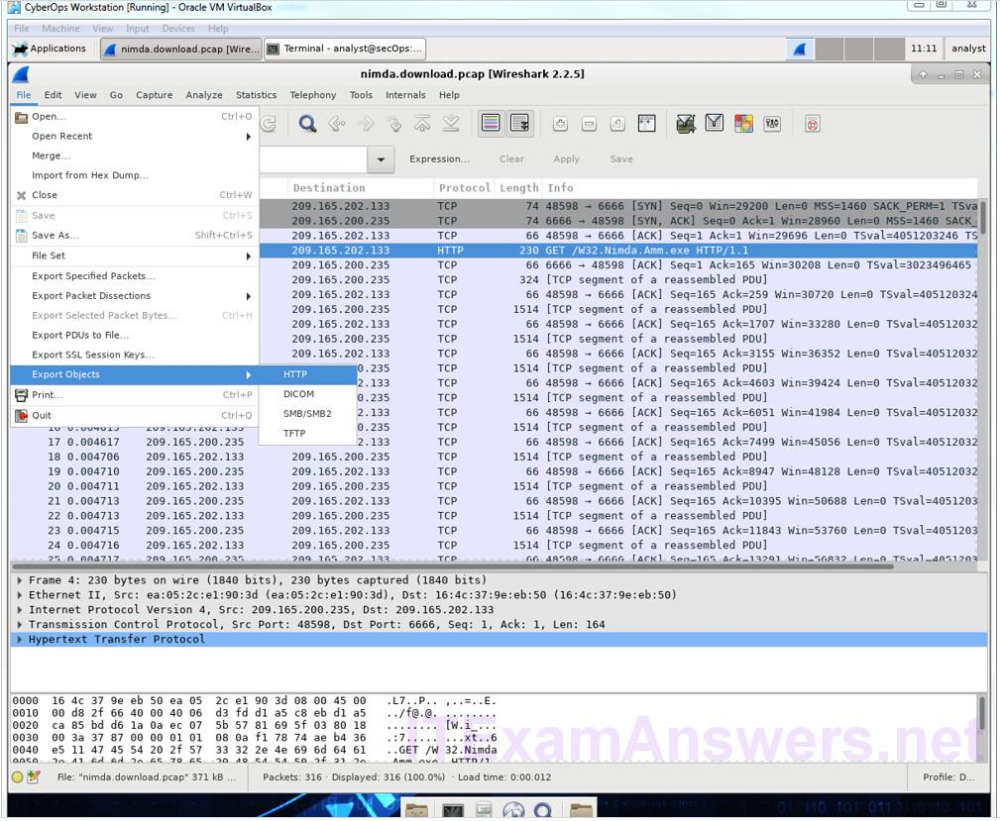 CyberOps Workstation [Running] - Oracle VM VirtualBox
File Machine View Input Devices Help
Applications nimda.download.pcap [Wire... Terminal - analyst@secOps:... 11:11 analyst
nimda.download.pcap [Wireshark 2.2.5]
File Edit View Go Capture Analyze Statistics Telephony Tools Internals Help
Open... Ctrl+O
Open Recent
Merge...
Import from Hex Dump...
Close Ctrl+W
Save Ctrl+S
Save As... Shift+Ctrl+S
File Set
Export Specified Packets...
Export Packet Dissections
Export Selected Packet Bytes... Ctrl+H
Export PDUs to File...
Export SSL Session Keys...
Export Objects
Print... Ctrl+P
Quit Ctrl+Q
HTTP
DICOM
SMB/SMB2
TFTP
Expression... Clear Apply Save
Destination Protocol Length Info
209.165.202.133 TCP 74 48598 → 6666 [SYN] Seq=0 Win=29200 Len=0 MSS=1460 SACK_PERM=1 TSva
209.165.200.235 TCP 74 6666 → 48598 [SYN, ACK] Seq=0 Ack=1 Win=28960 Len=0 MSS=1460 SACK_
209.165.202.133 TCP 66 48598 → 6666 [ACK] Seq=1 Ack=1 Win=29696 Len=0 TSval=4051203246 TS
209.165.202.133 HTTP 230 GET /W32.Nimda.Amm.exe HTTP/1.1
209.165.200.235 TCP 66 6666 → 48598 [ACK] Seq=1 Ack=165 Win=30208 Len=0 TSval=3023496465
209.165.200.235 TCP 324 [TCP segment of a reassembled PDU]
209.165.202.133 TCP 66 48598 → 6666 [ACK] Seq=165 Ack=259 Win=30720 Len=0 TSval=405120324
209.165.200.235 TCP 1514 [TCP segment of a reassembled PDU]
209.165.202.133 TCP 66 48598 → 6666 [ACK] Seq=165 Ack=1707 Win=33280 Len=0 TSval=40512032
209.165.200.235 TCP 1514 [TCP segment of a reassembled PDU]
209.165.202.133 TCP 66 48598 → 6666 [ACK] Seq=165 Ack=3155 Win=36352 Len=0 TSval=40512032
209.165.200.235 TCP 1514 [TCP segment of a reassembled PDU]
209.165.202.133 TCP 66 48598 → 6666 [ACK] Seq=165 Ack=4603 Win=39424 Len=0 TSval=40512032
TCP 1514 [TCP segment of a reassembled PDU]
TCP 66 48598 → 6666 [ACK] Seq=165 Ack=6051 Win=41984 Len=0 TSval=40512032
TCP 1514 [TCP segment of a reassembled PDU]
17 0.004617 209.165.200.235 TCP 66 48598 → 6666 [ACK] Seq=165 Ack=7499 Win=45056 Len=0 TSval=40512032
18 0.004706 209.165.202.133 209.165.200.235 TCP 1514 [TCP segment of a reassembled PDU]
19 0.004710 209.165.200.235 209.165.202.133 TCP 66 48598 → 6666 [ACK] Seq=165 Ack=8947 Win=48128 Len=0 TSval=40512032
20 0.004711 209.165.202.133 209.165.200.235 TCP 1514 [TCP segment of a reassembled PDU]
21 0.004713 209.165.200.235 209.165.202.133 TCP 66 48598 → 6666 [ACK] Seq=165 Ack=10395 Win=50688 Len=0 TSval=4051203
22 0.004713 209.165.202.133 209.165.200.235 TCP 1514 [TCP segment of a reassembled PDU]
23 0.004715 209.165.200.235 209.165.202.133 TCP 66 48598 → 6666 [ACK] Seq=165 Ack=11843 Win=53760 Len=0 TSval=4051203
24 0.004716 209.165.202.133 209.165.200.235 TCP 1514 [TCP segment of a reassembled PDU]
25 0.004717 209.165.200.235 209.165.202.133 TCP 66 48598 → 6666 [ACK] Seq=165 Ack=13291 Win=56832 Len=0 TSval=4051203
Frame 4: 230 bytes on wire (1840 bits), 230 bytes captured (1840 bits)
Ethernet II, Src: ea:05:2c:e1:90:3d (ea:05:2c:e1:90:3d), Dst: 16:4c:37:9e:eb:50 (16:4c:37:9e:eb:50)
Internet Protocol Version 4, Src: 209.165.200.235, Dst: 209.165.202.133
Transmission Control Protocol, Src Port: 48598, Dst Port: 6666, Seq: 1, Ack: 1, Len: 164
Hypertext Transfer Protocol
0000 16 4c 37 9e eb 50 ea 05 2c e1 90 3d 08 00 45 00 .L7..P.. ,..=..E.
0010 00 d8 2f 66 40 00 40 06 d3 fd d1 a5 c8 eb d1 a5 ../f@.@. ........
0020 ca 85 bd d6 1a 0a ec 07 5b 57 81 69 5f 03 80 18 ........ [W.i_...
0030 00 3a 37 87 00 00 01 01 08 0a f1 78 74 ae b4 36 .:7..... ...xt..6
0040 e5 11 47 45 54 20 2f 57 33 32 2e 4e 69 6d 64 61 ..GET /W 32.Nimda
ITExamAnswers.net
File: "nimda.download.pcap" 371 kB ... Packets: 316 · Displayed: 316 (100.0%) · Load time: 0:00.012 Profile: D...